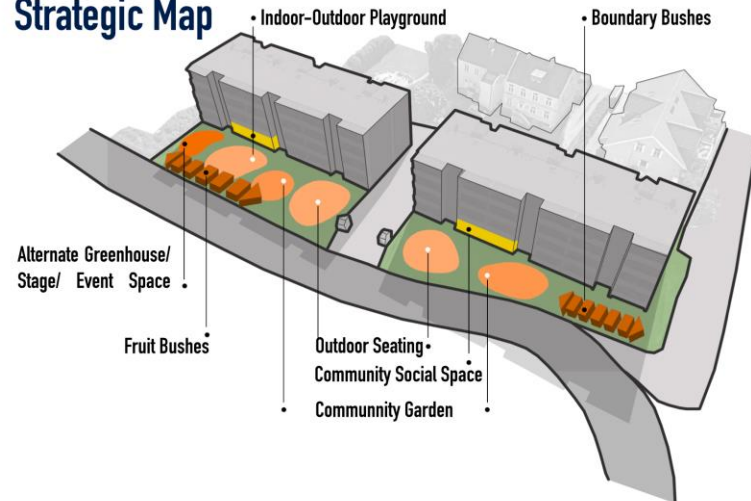 Strategic Map
Indoor-Outdoor Playground
Boundary Bushes
Alternate Greenhouse/
Stage/ Event Space
Fruit Bushes
Outdoor Seating
Community Social Space
Communnity Garden